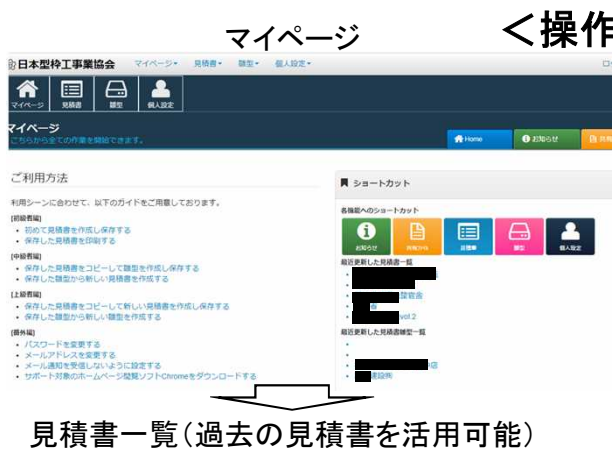 マイページ
＜操作
日本型枠工事業協会 マイページ 見積書 雛型 個人設定
マイページ 見積書 雛型 個人設定
マイページ
こちらから全ての作業を開始できます。
Home お知らせ
ご利用方法
利用シーンに合わせて、以下のガイドをご用意しております。
[初級者編]
・初めて見積書を作成し保存する
・保存した見積書を印刷する
[中級者編]
・保存した見積書をコピーして雛型を作成し保存する
・保存した雛型から新しい見積書を作成する
[上級者編]
・保存した見積書をコピーして新しい見積書を作成し保存する
・保存した雛型から新しい雛型を作成する
[番外編]
・パスワードを変更する
・メールアドレスを変更する
・メール通知を受信しないように設定する
・サポート対象のホームページ閲覧ソフトChromeをダウンロードする
ショートカット
各機能へのショートカット
お知らせ 見積書 雛型 個人設定
最近更新した見積書一覧
vol.2
最近更新した見積書雛型一覧
店
見積書一覧（過去の見積書を活用可能）